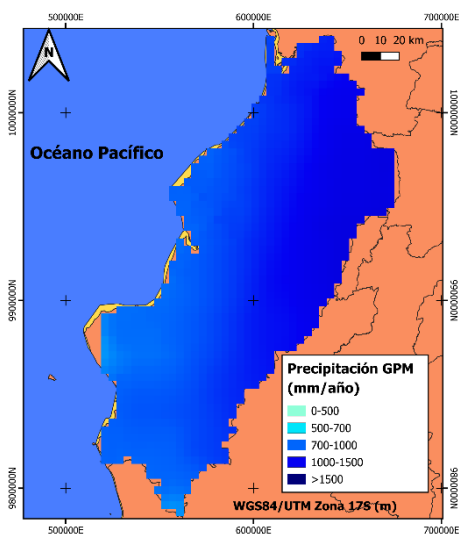 500000E 600000E 700000E
N
0 10 20 km
10000000N
10000000N
Océano Pacífico
9900000N
9900000N
Precipitación GPM
(mm/año)
0-500
500-700
700-1000
1000-1500
>1500
9800000N
9800000N
WGS84/UTM Zona 17S (m)
500000E 600000E 700000E